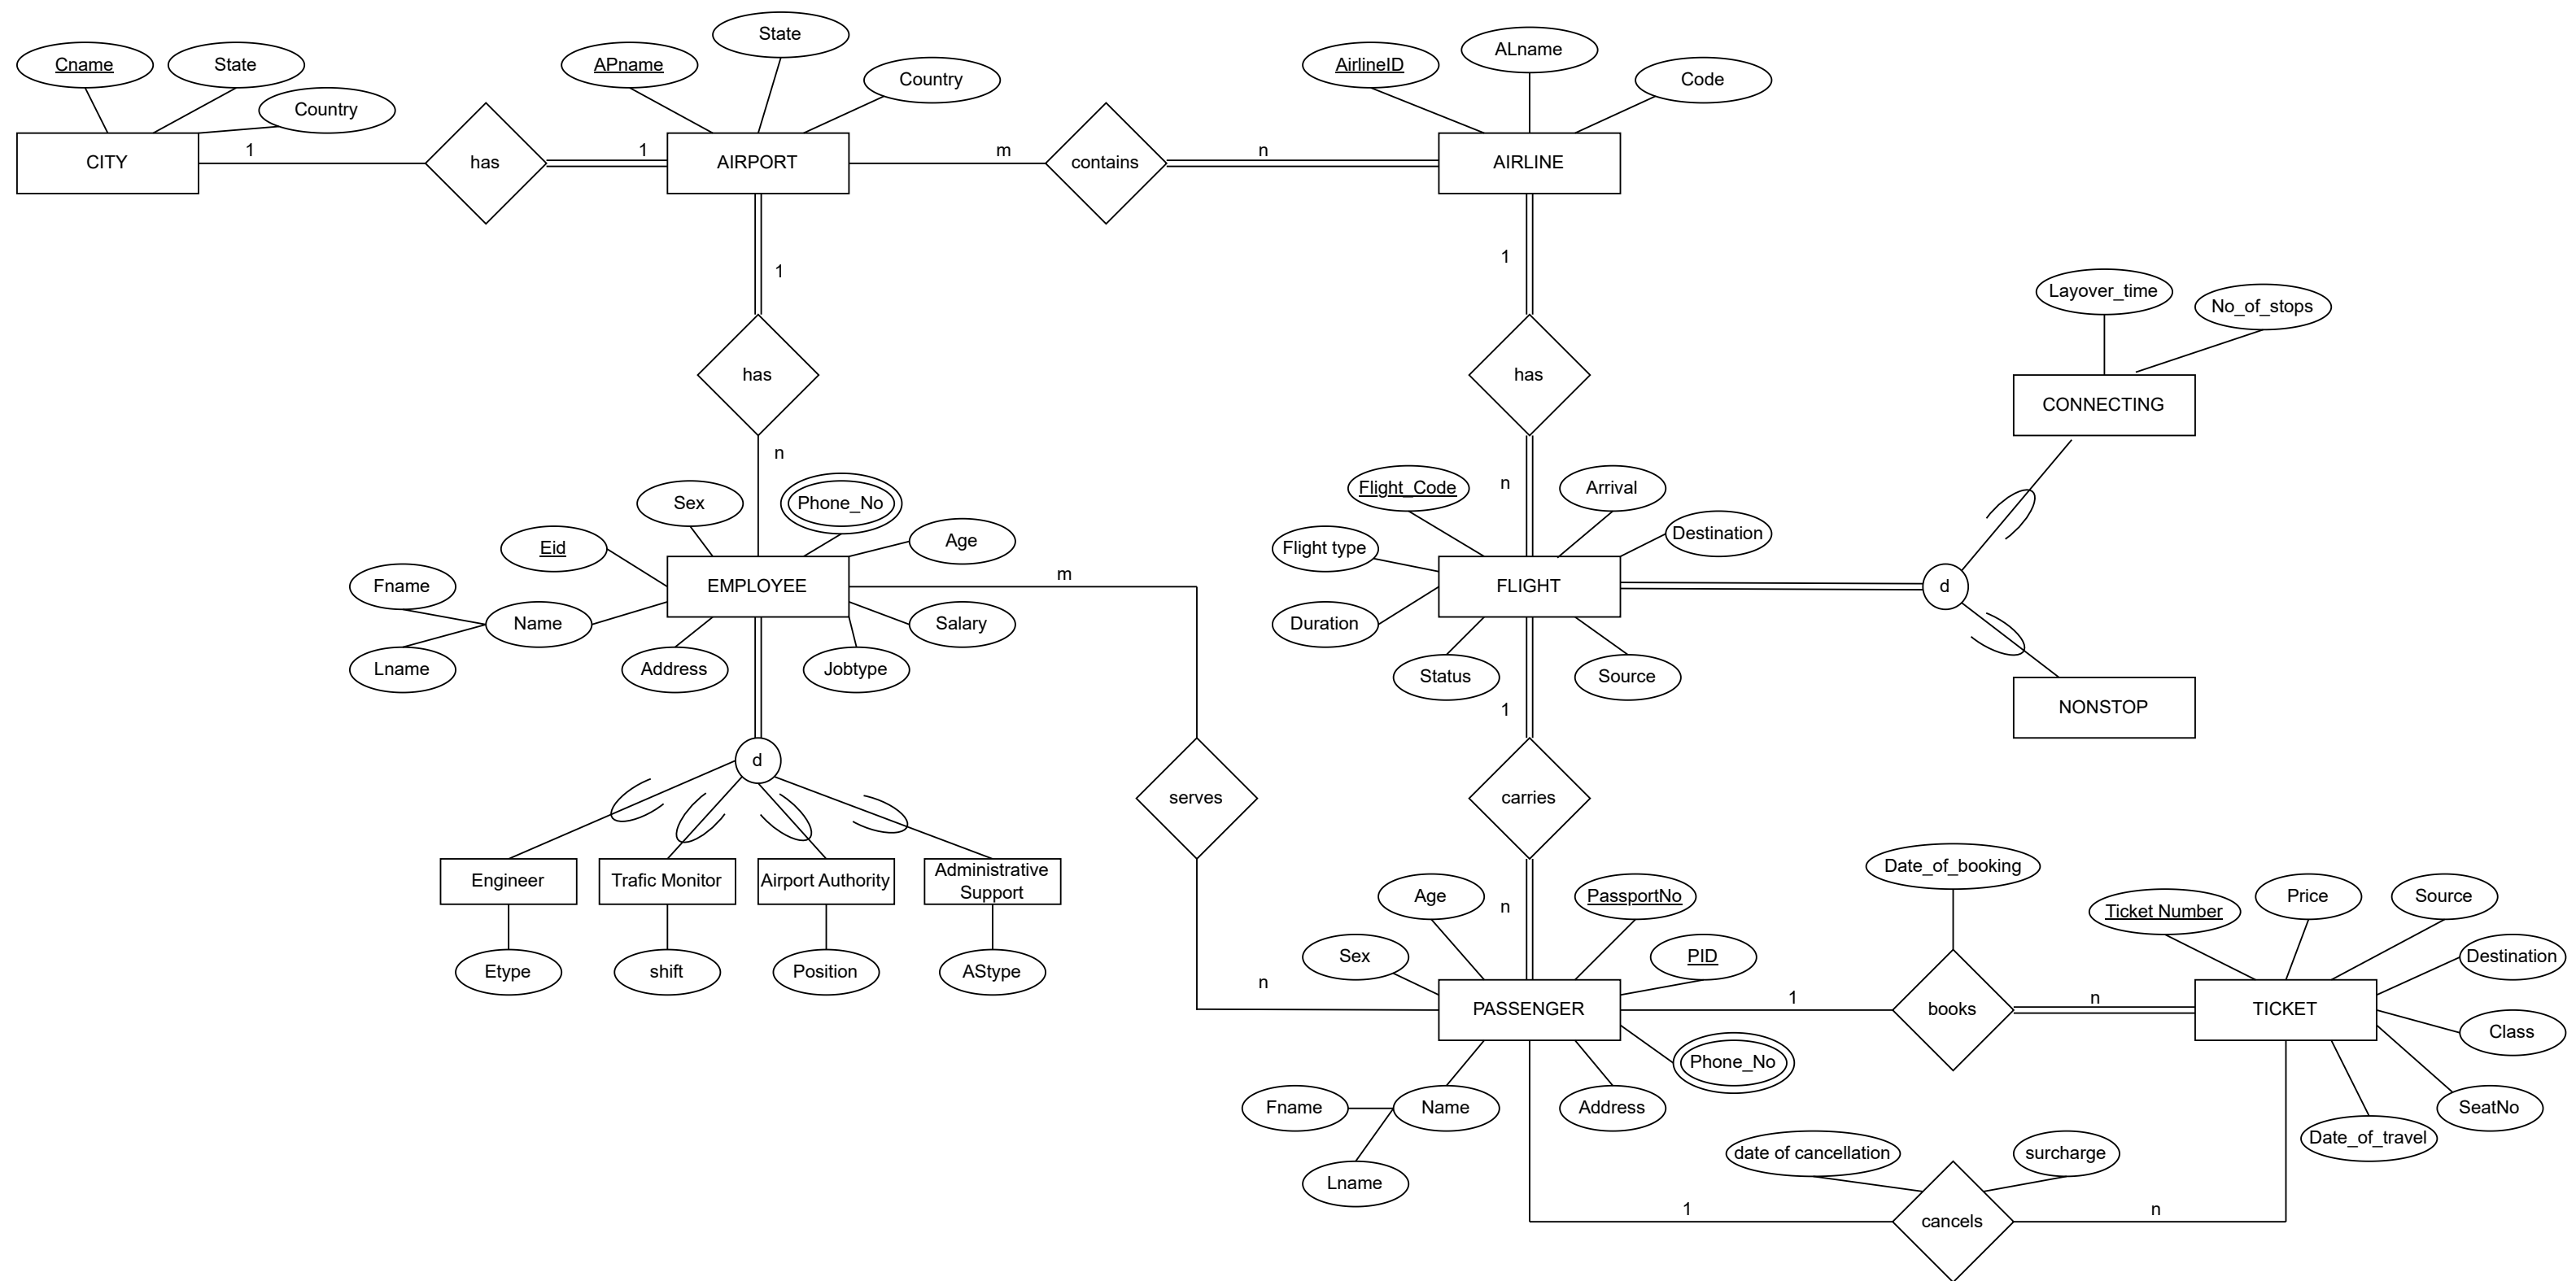 State
ALname
Cname
State
APname
Country
AirlineID
Code
Country
1
1
m
n
CITY
has
AIRPORT
contains
AIRLINE
1
1
Layover_time
No_of_stops
has
has
CONNECTING
n
n
Sex
Phone_No
Flight_Code
Arrival
Eid
Age
Flight type
Destination
m
Fname
EMPLOYEE
FLIGHT
d
Name
Salary
Duration
Lname
Address
Jobtype
Status
Source
1
NONSTOP
d
serves
carries
Engineer
Trafic Monitor
Airport Authority
Administrative
Support
Date_of_booking
Age
n
PassportNo
Ticket Number
Price
Source
Sex
PID
Destination
Etype
shift
Position
AStype
n
1
n
PASSENGER
books
TICKET
Class
Phone_No
Fname
Name
Address
SeatNo
Date_of_travel
date of cancellation
surcharge
Lname
1
n
cancels